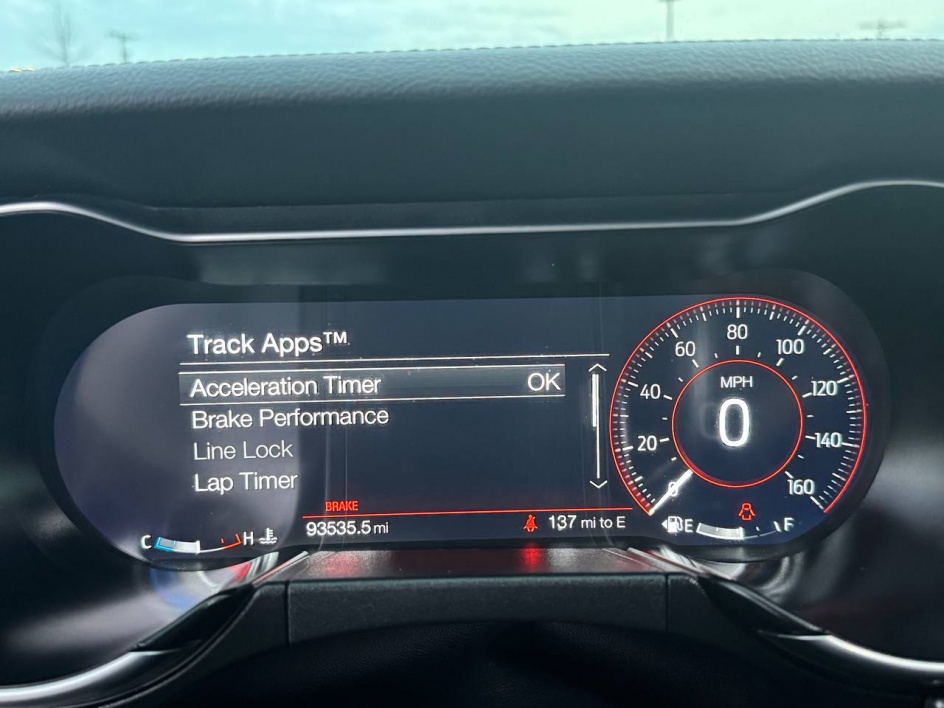 Track Apps™
Acceleration Timer OK
Brake Performance
Line Lock
Lap Timer
BRAKE
93535.5 mi
137 mi to E
C H
0 20 40 60 80 100 120 140 160
MPH
0
E F